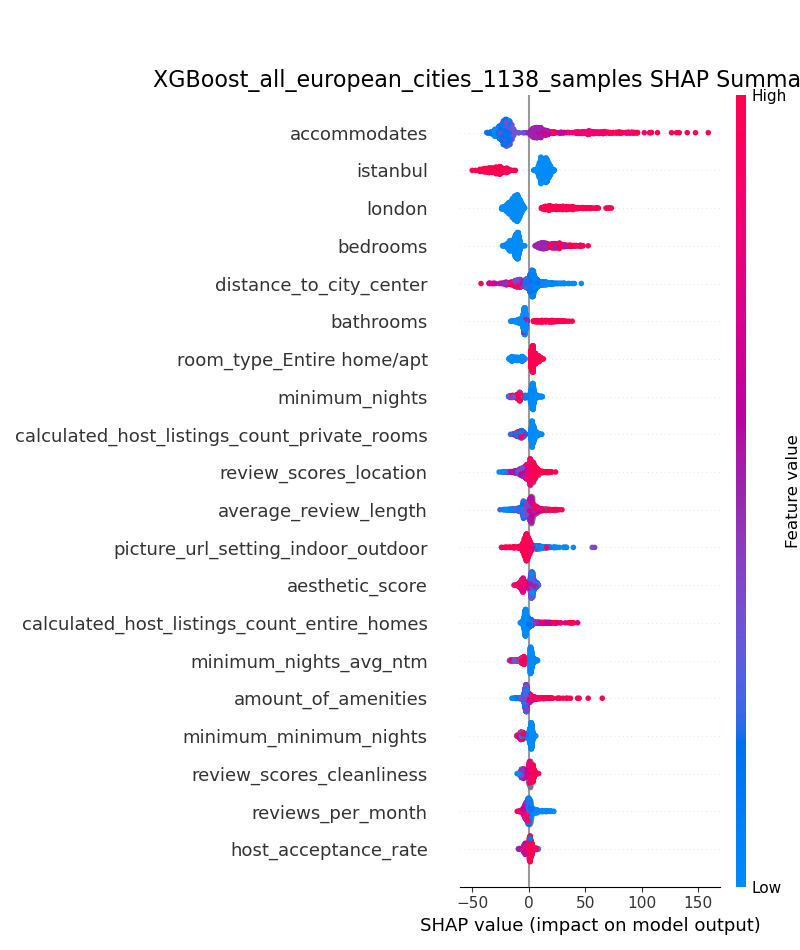 XGBoost_all_european_cities_1138_samples SHAP Summa
High
accommodates
istanbul
london
bedrooms
distance_to_city_center
bathrooms
room_type_Entire home/apt
minimum_nights
calculated_host_listings_count_private_rooms
review_scores_location
average_review_length
picture_url_setting_indoor_outdoor
aesthetic_score
calculated_host_listings_count_entire_homes
minimum_nights_avg_ntm
amount_of_amenities
minimum_minimum_nights
review_scores_cleanliness
reviews_per_month
host_acceptance_rate
Feature value
Low
−50 0 50 100 150
SHAP value (impact on model output)